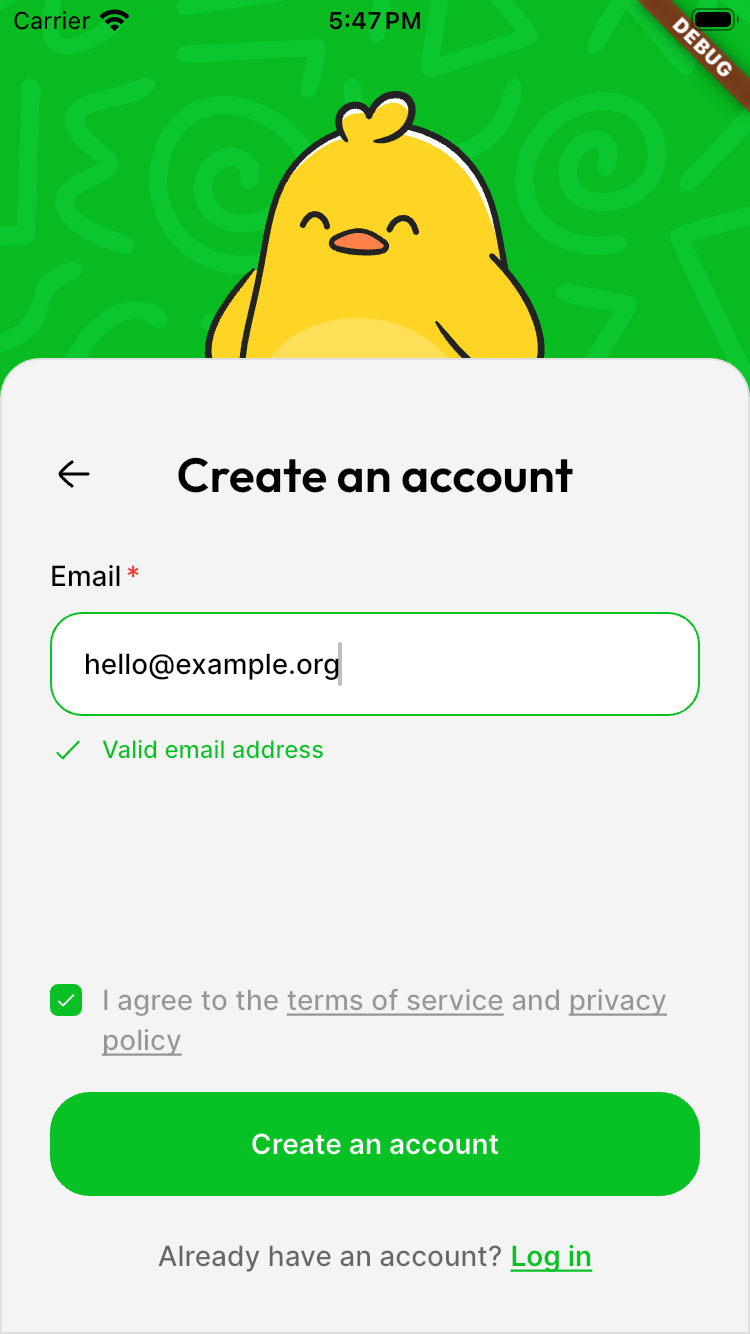 Carrier 5:47 PM
DEBUG
Create an account
Email *
hello@example.org
Valid email address
I agree to the terms of service and privacy
policy
Create an account
Already have an account? Log in